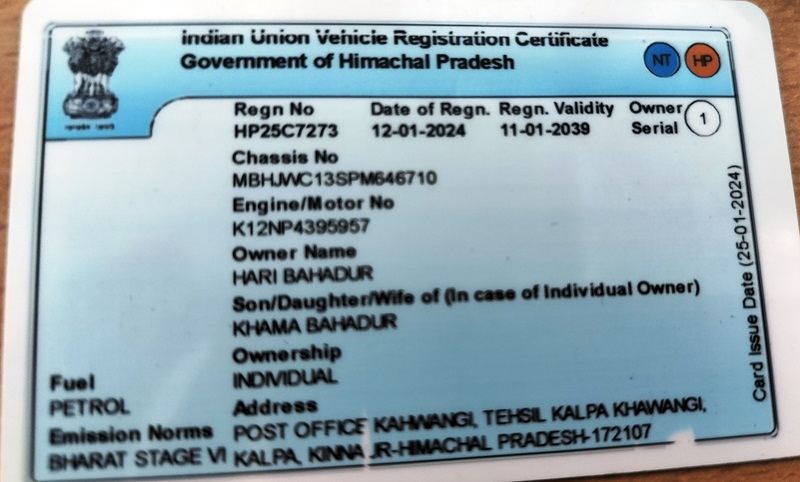 Indian Union Vehicle Registration Certificate
Government of Himachal Pradesh
NT HP
Regn No Date of Regn. Regn. Validity Owner Serial 1
HP25C7273 12-01-2024 11-01-2039
Chassis No
MBHJWC13SPM646710
Engine/Motor No
K12NP4395957
Owner Name
HARI BAHADUR
Son/Daughter/Wife of (In case of Individual Owner)
KHAMA BAHADUR
Ownership
INDIVIDUAL
Fuel
PETROL
Address
POST OFFICE KAHWANGI, TEHSIL KALPA KHAWANGI,
Emission Norms
BHARAT STAGE VI
KALPA, KINNAUR-HIMACHAL PRADESH-172107
Card Issue Date (25-01-2024)